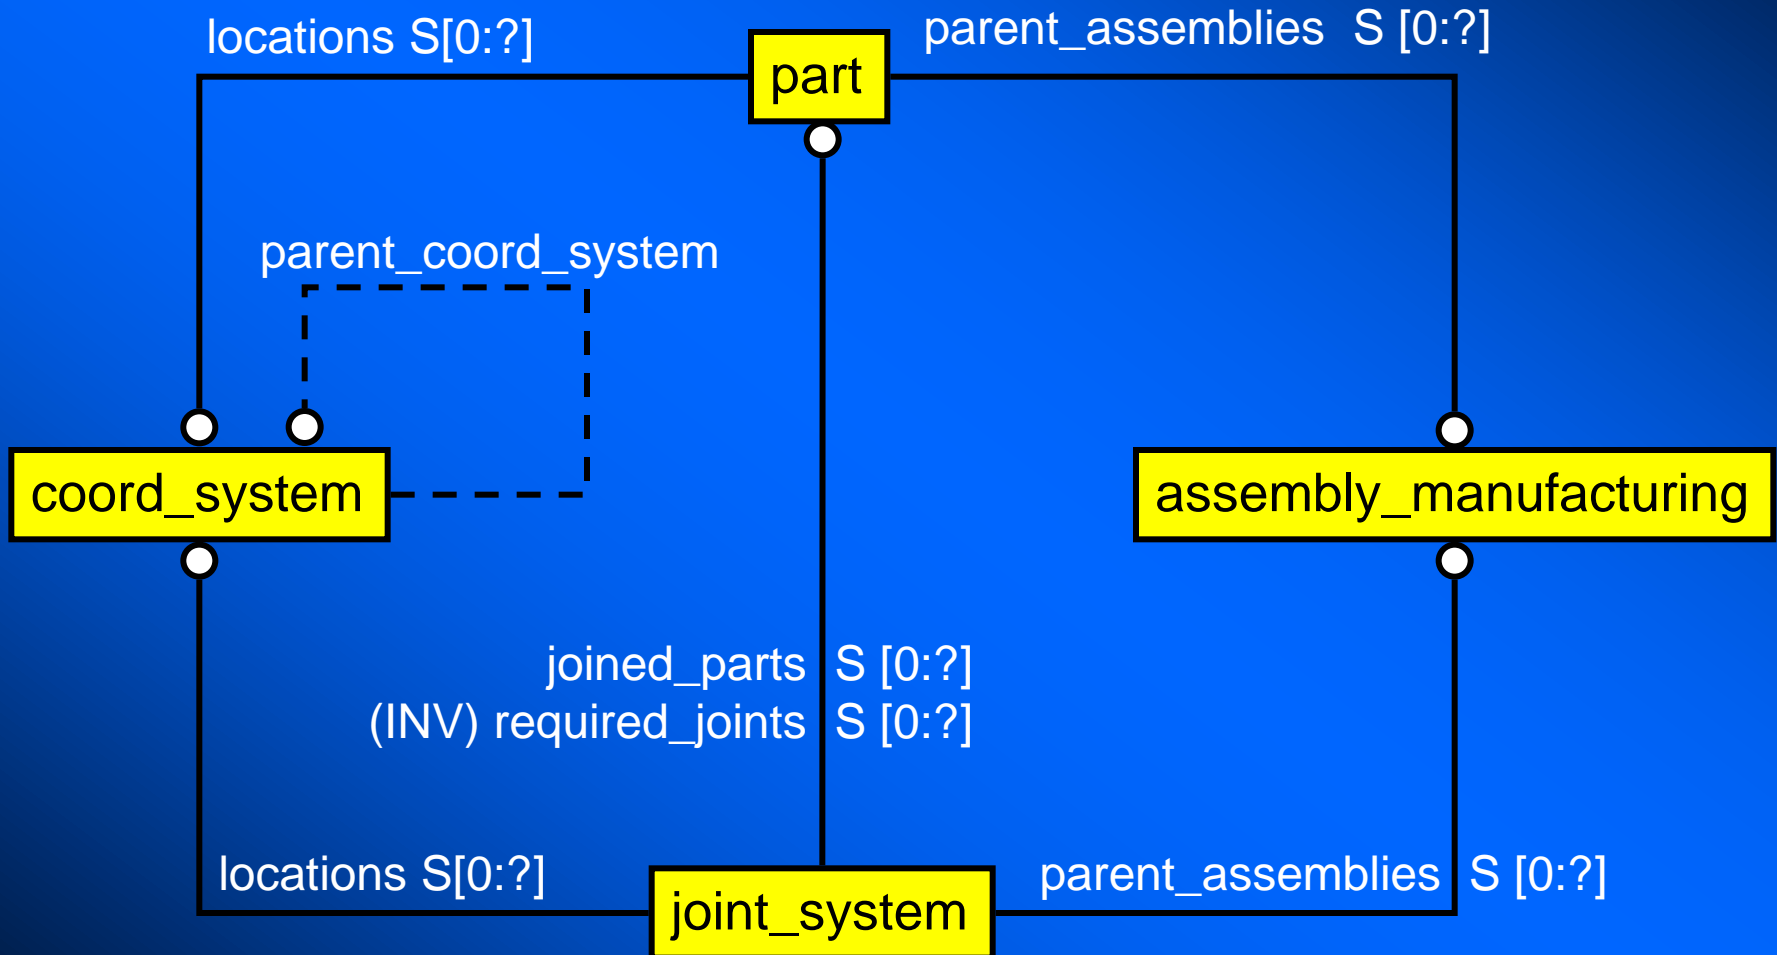 locations S[0:?]
part
parent_assemblies S [0:?]
parent_coord_system
coord_system
assembly_manufacturing
joined_parts S [0:?]
(INV) required_joints S [0:?]
locations S[0:?]
joint_system
parent_assemblies S [0:?]